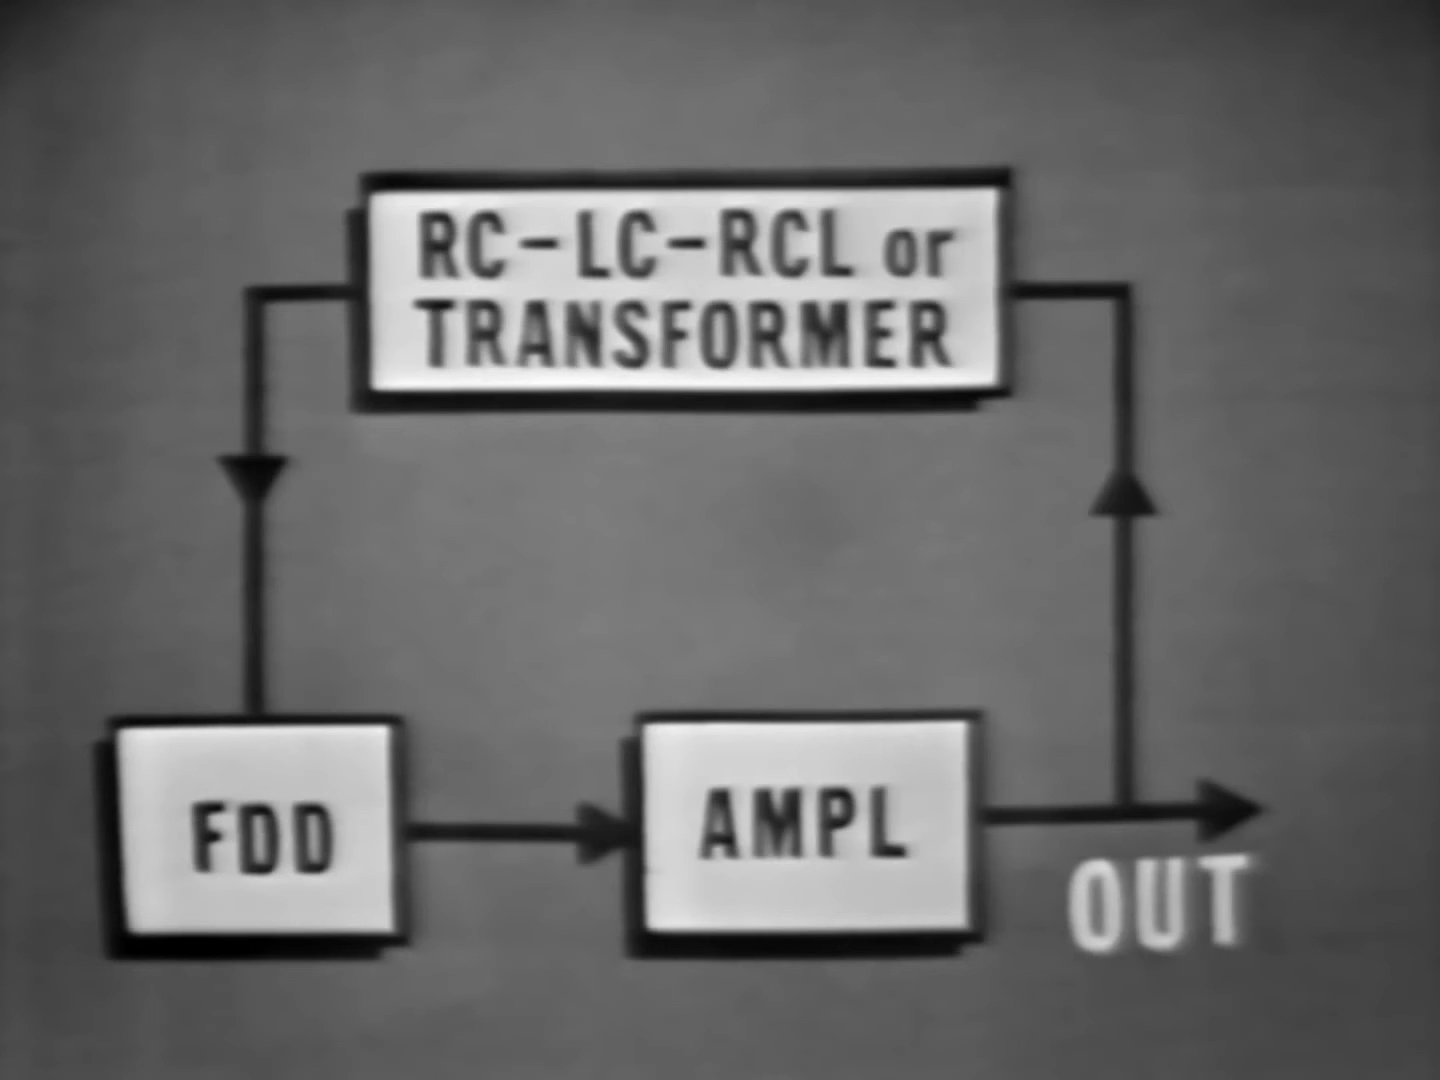 RC-LC-RCL or
TRANSFORMER
FDD
AMPL
OUT